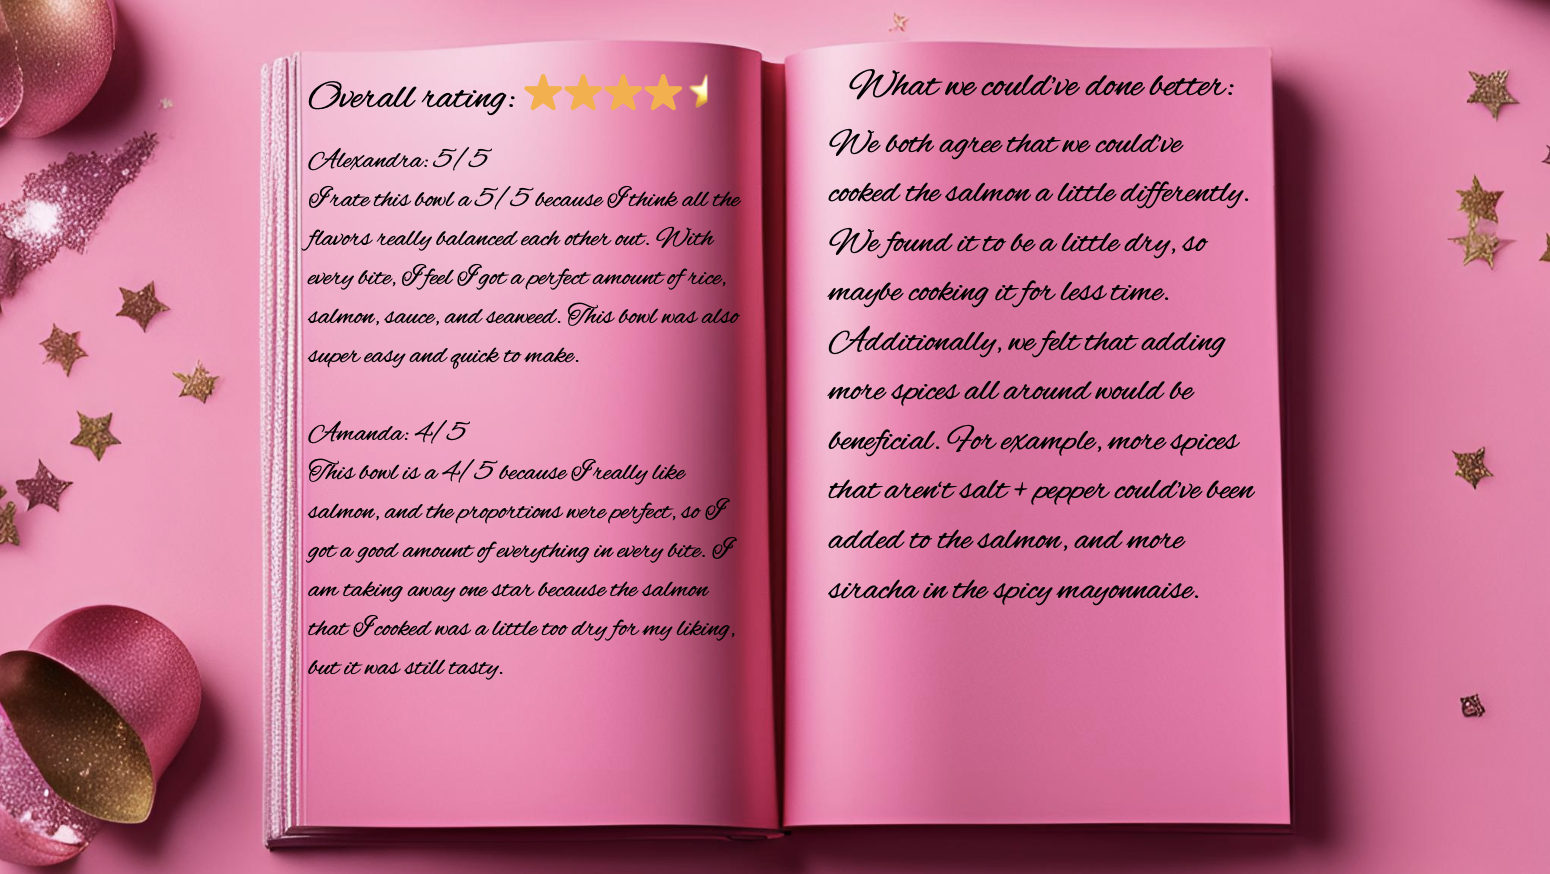 Overall rating:
Alexandra: 5/5
I rate this bowl a 5/5 because I think all the
flavors really balanced each other out. With
every bite, I feel I got a perfect amount of rice,
salmon, sauce, and seaweed. This bowl was also
super easy and quick to make.
Amanda: 4/5
This bowl is a 4/5 because I really like
salmon, and the proportions were perfect, so I
got a good amount of everything in every bite. I
am taking away one star because the salmon
that I cooked was a little too dry for my liking,
but it was still tasty.
What we could've done better:
We both agree that we could've
cooked the salmon a little differently.
We found it to be a little dry, so
maybe cooking it for less time.
Additionally, we felt that adding
more spices all around would be
beneficial. For example, more spices
that aren't salt + pepper could've been
added to the salmon, and more
siracha in the spicy mayonnaise.